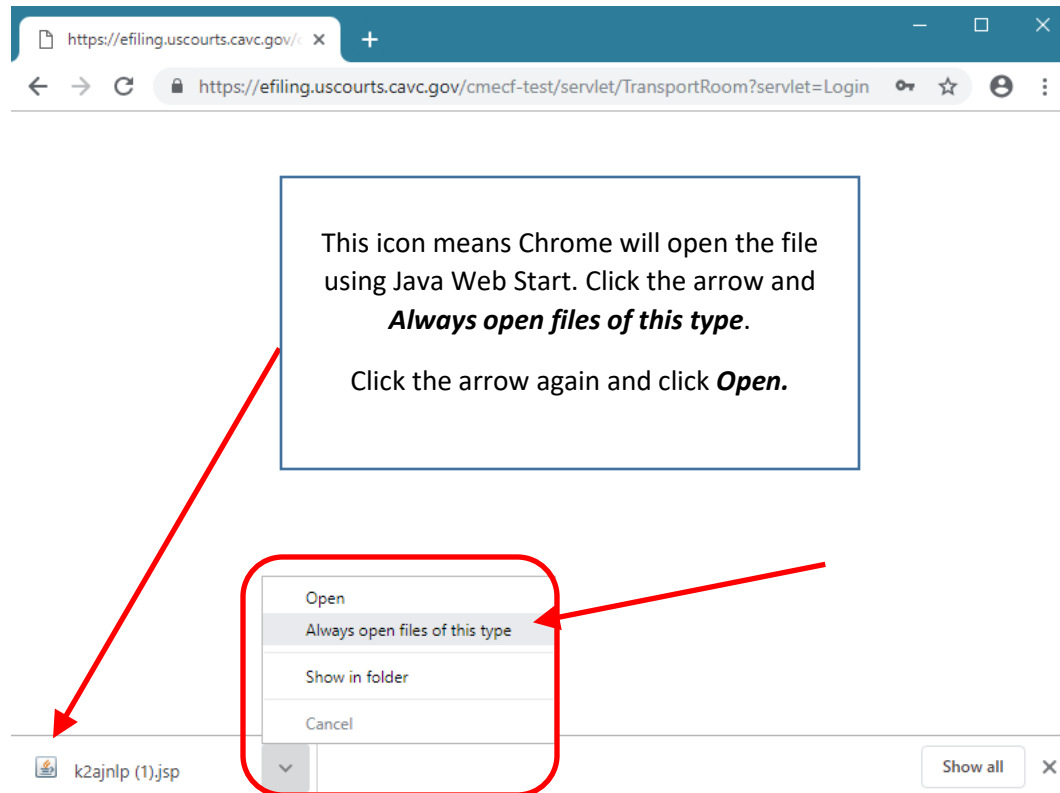 https://efiling.uscourts.cavc.gov/c
https://efiling.uscourts.cavc.gov/cmecf-test/servlet/TransportRoom?servlet=Login
This icon means Chrome will open the file
using Java Web Start. Click the arrow and
Always open files of this type.
Click the arrow again and click Open.
Open
Always open files of this type
Show in folder
Cancel
k2ajnlp (1).jsp
Show all